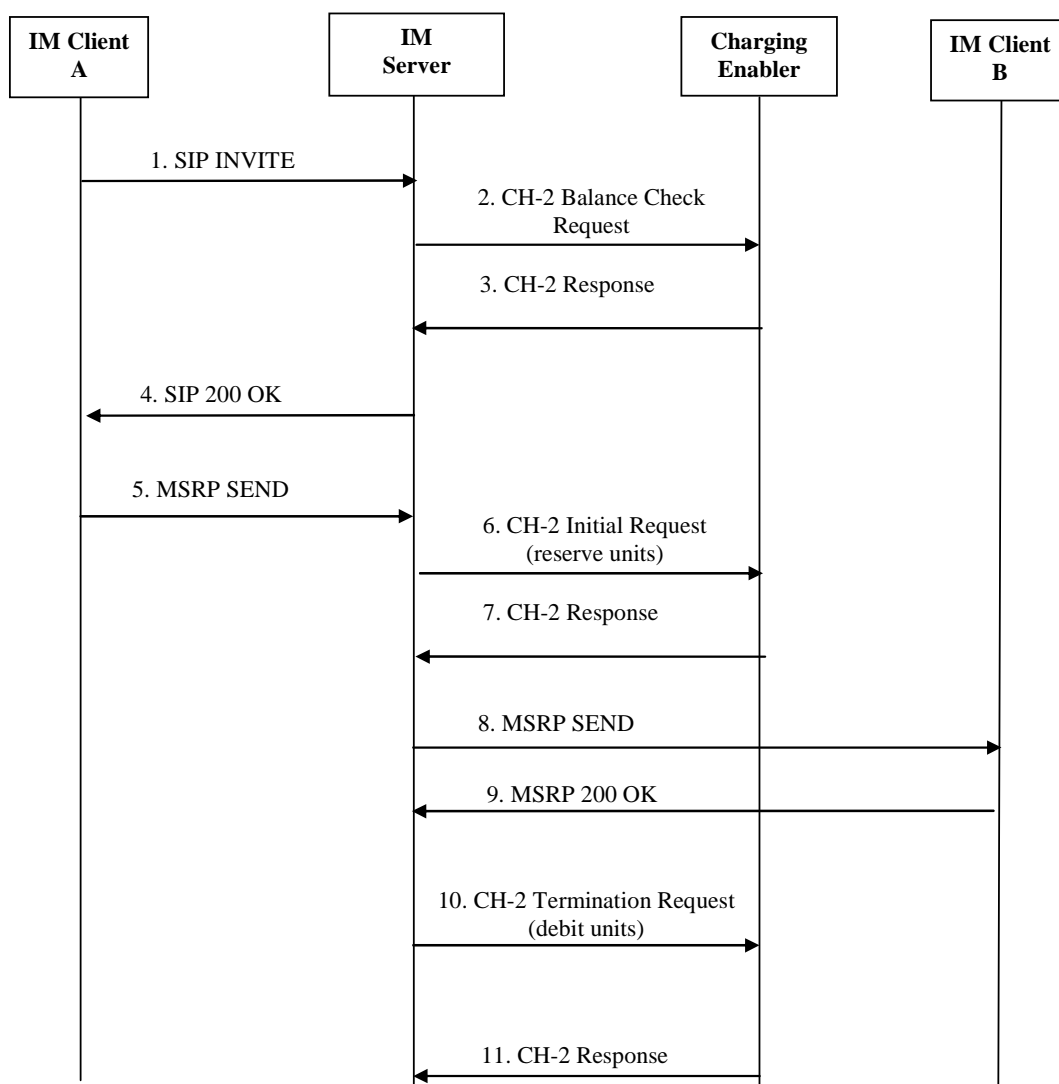 IM Client
A
IM
Server
Charging
Enabler
IM Client
B
1. SIP INVITE
2. CH-2 Balance Check
Request
3. CH-2 Response
4. SIP 200 OK
5. MSRP SEND
6. CH-2 Initial Request
(reserve units)
7. CH-2 Response
8. MSRP SEND
9. MSRP 200 OK
10. CH-2 Termination Request
(debit units)
11. CH-2 Response